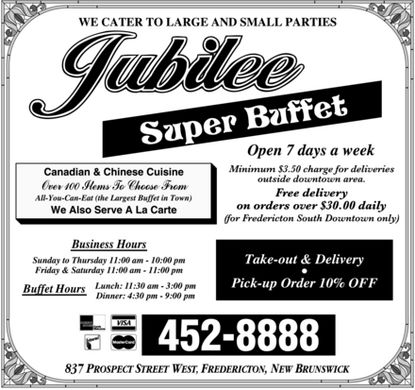 WE CATER TO LARGE AND SMALL PARTIES
Jubilee
Super Buffet
Open 7 days a week
Minimum $3.50 charge for deliveries
outside downtown area.
Free delivery
on orders over $30.00 daily
(for Fredericton South Downtown only)
Canadian & Chinese Cuisine
Over 100 Items To Choose From
All-You-Can-Eat (the Largest Buffet in Town)
We Also Serve A La Carte
Business Hours
Sunday to Thursday 11:00 am - 10:00 pm
Friday & Saturday 11:00 am - 11:00 pm
Buffet Hours Lunch: 11:30 am - 3:00 pm
Dinner: 4:30 pm - 9:00 pm
Take-out & Delivery
•
Pick-up Order 10% OFF
VISA
MasterCard
452-8888
837 PROSPECT STREET WEST, FREDERICTON, NEW BRUNSWICK